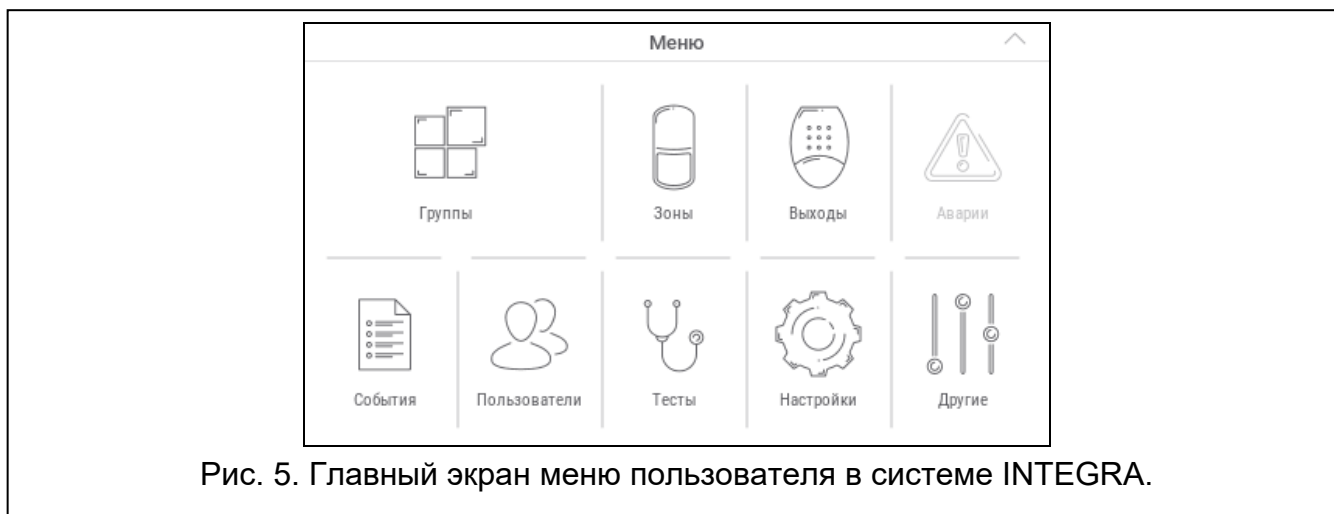 Меню
Группы
Зоны
Выходы
Аварии
События
Пользователи
Тесты
Настройки
Другие
Рис. 5. Главный экран меню пользователя в системе INTEGRA.